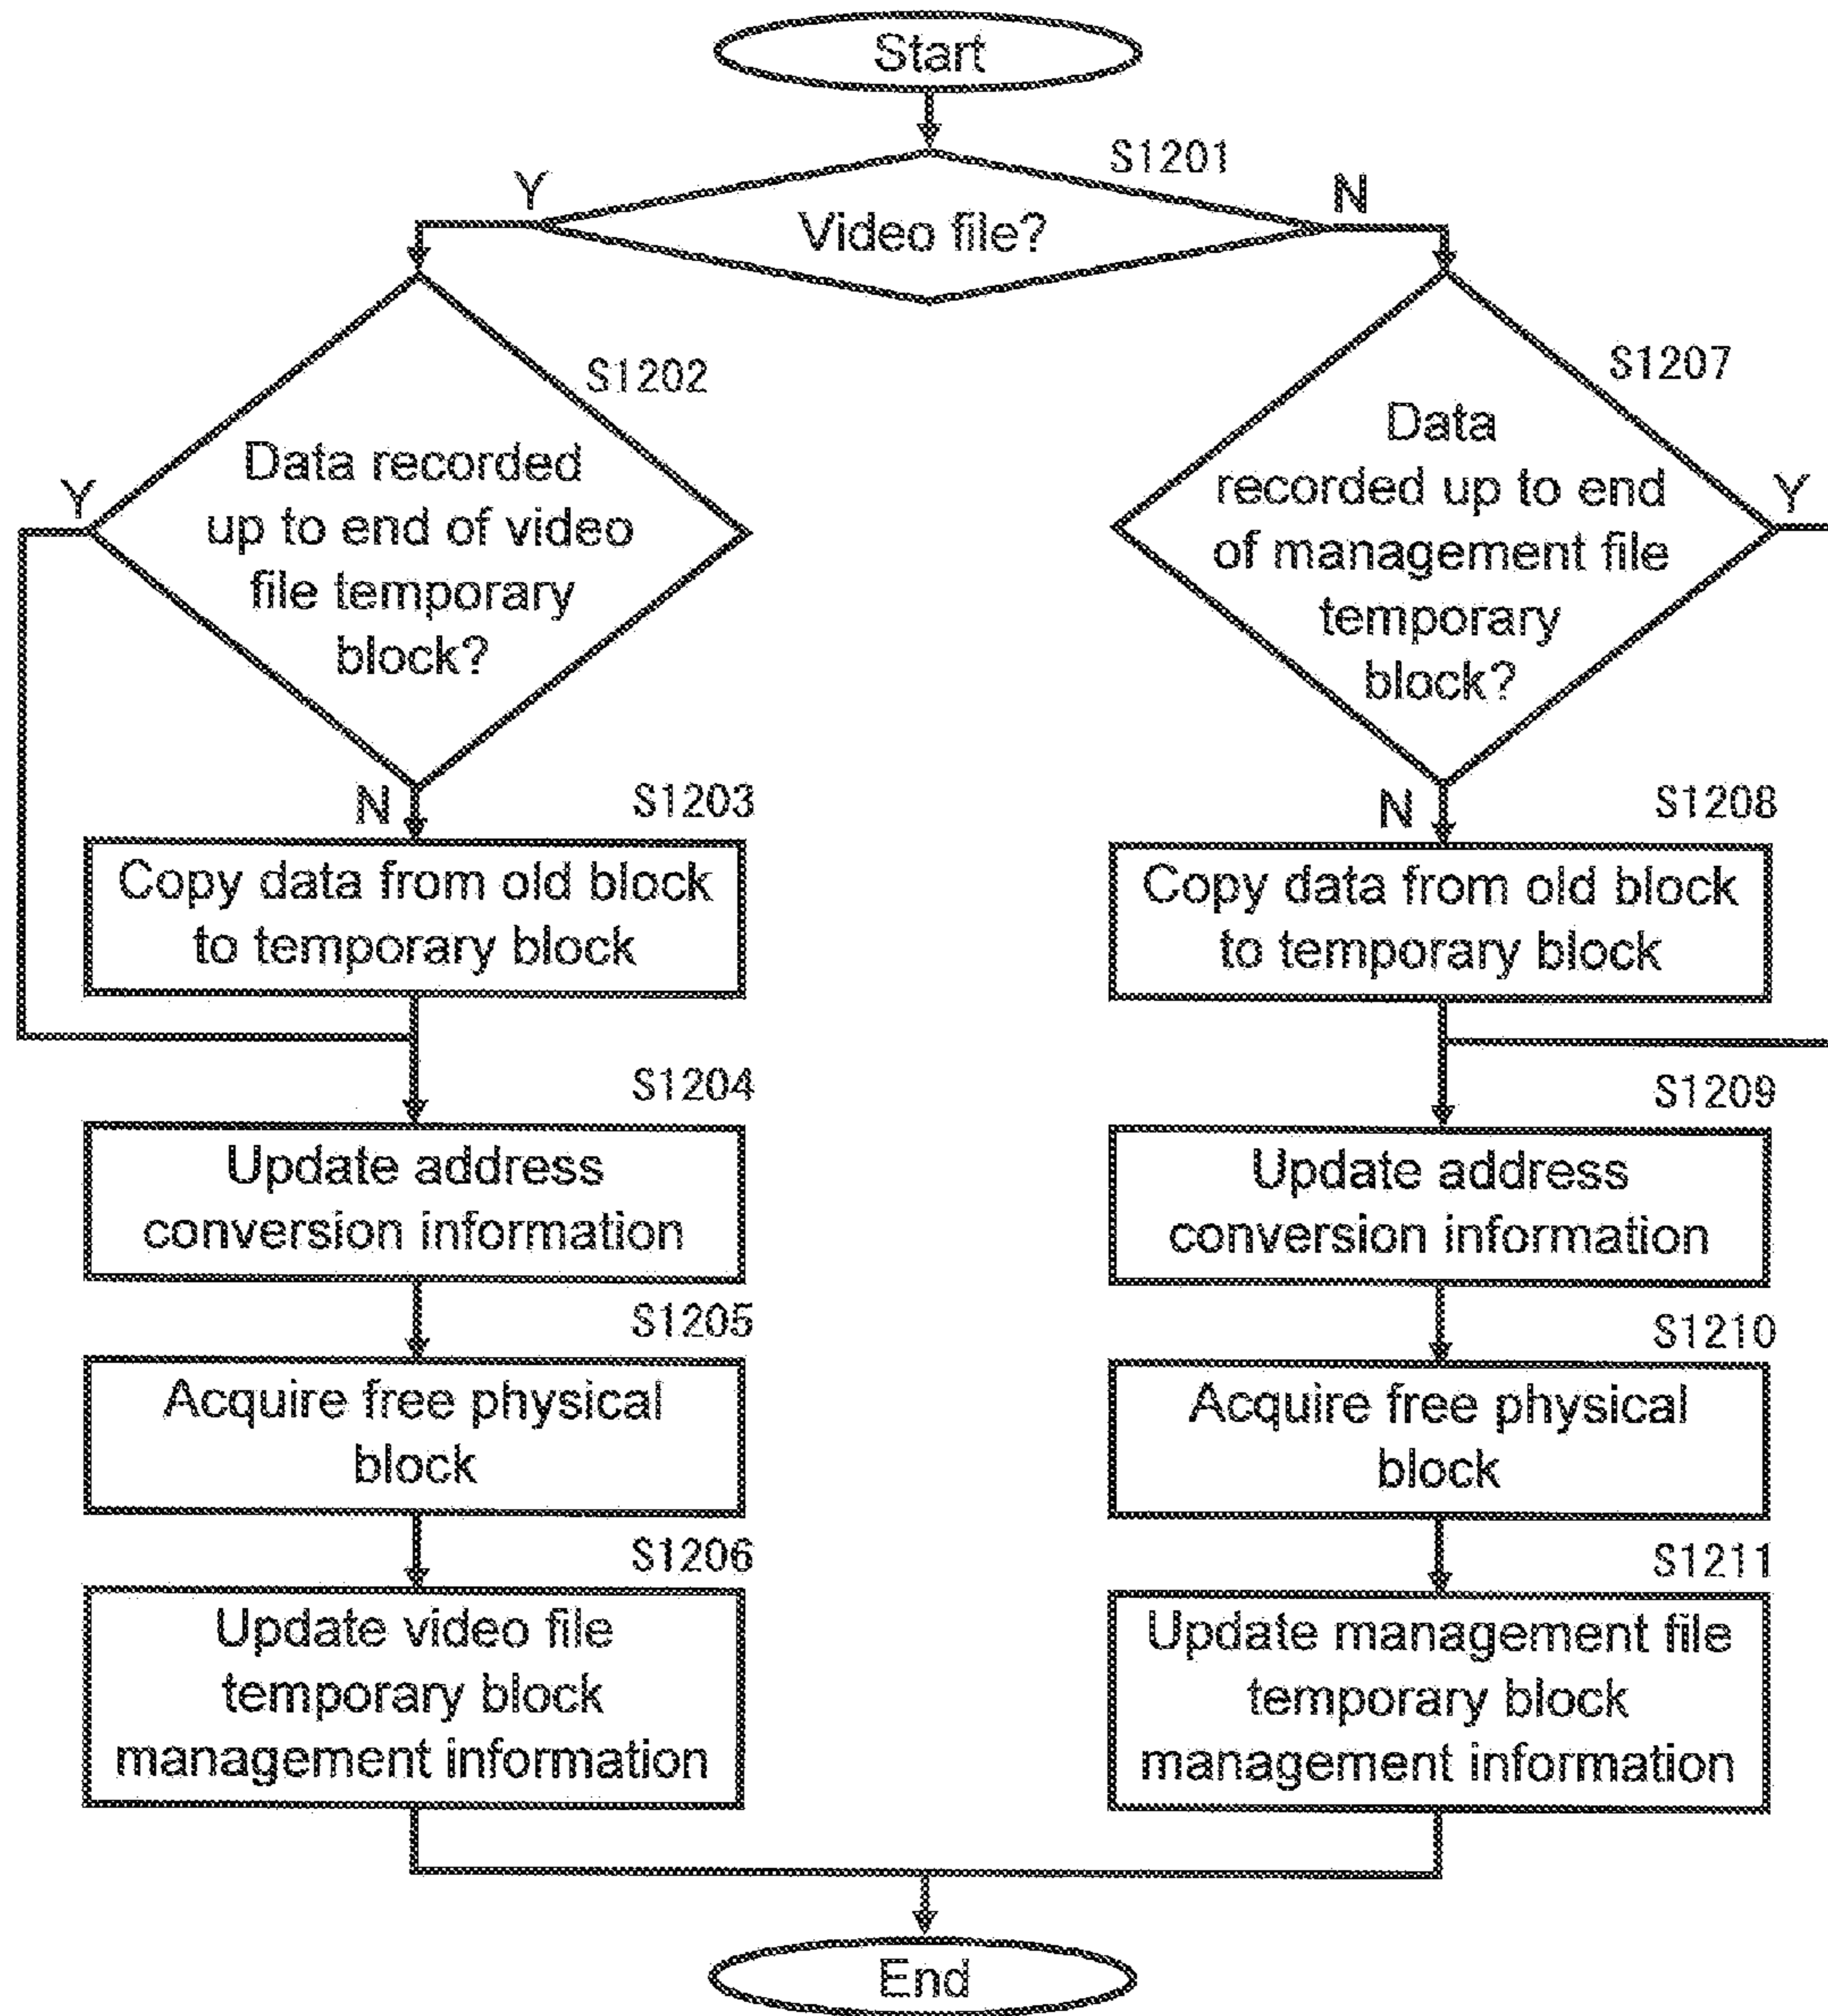 Start
S1201
Y
N
Video file?
S1202
Data recorded
up to end of video
file temporary
block?
Y
N
S1203
Copy data from old block
to temporary block
S1204
Update address
conversion information
S1205
Acquire free physical
block
S1206
Update video file
temporary block
management information
S1207
Data
recorded up to end
of management file
temporary
block?
Y
N
S1208
Copy data from old block
to temporary block
S1209
Update address
conversion information
S1210
Acquire free physical
block
S1211
Update management file
temporary block
management information
End